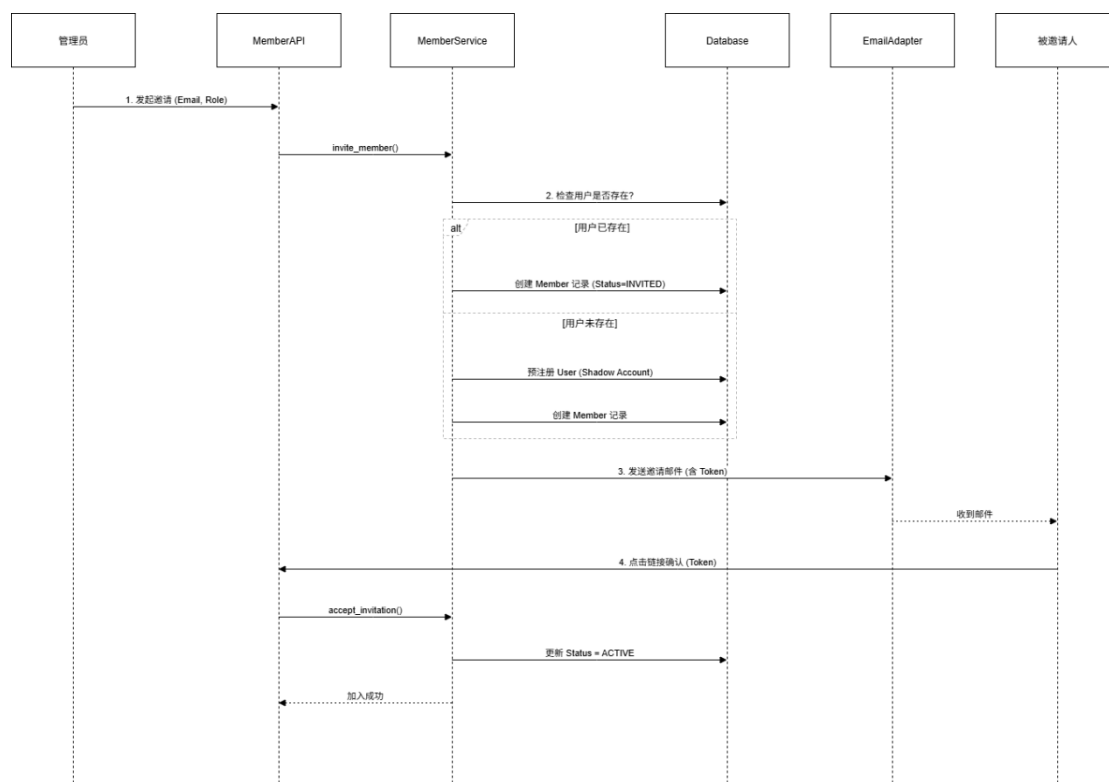 管理员
MemberAPI
MemberService
Database
EmailAdapter
被邀请人
1. 发起邀请 (Email, Role)
invite_member()
2. 检查用户是否存在?
alt
[用户已存在]
创建 Member 记录 (Status=INVITED)
[用户未存在]
预注册 User (Shadow Account)
创建 Member 记录
3. 发送邀请邮件 (含 Token)
收到邮件
4. 点击链接确认 (Token)
accept_invitation()
更新 Status = ACTIVE
加入成功